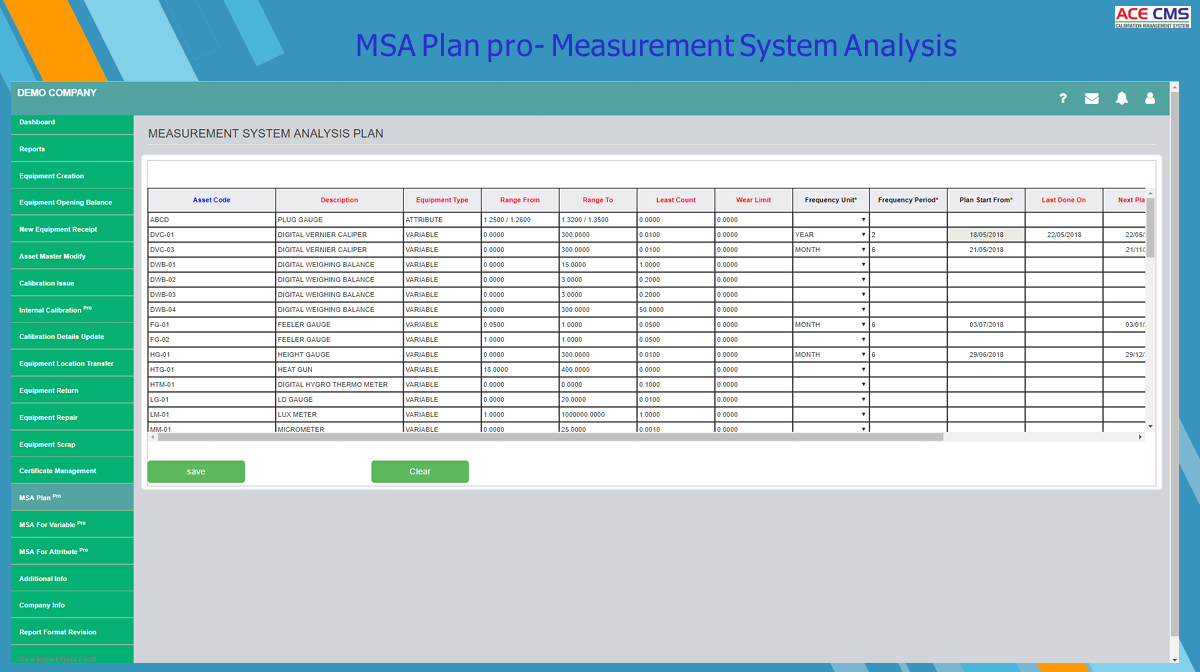 ACE CMS
CALIBRATION MANAGEMENT SYSTEM
MSA Plan pro- Measurement System Analysis
DEMO COMPANY
?
Dashboard
Reports
Equipment Creation
Equipment Opening Balance
New Equipment Receipt
Asset Master Modify
Calibration Issue
Internal Calibration Pro
Calibration Details Update
Equipment Location Transfer
Equipment Return
Equipment Repair
Equipment Scrap
Certificate Management
MSA Plan Pro
MSA For Variable Pro
MSA For Attribute Pro
Additional Info
Company Info
Report Format Revision
MEASUREMENT SYSTEM ANALYSIS PLAN
Asset Code Description Equipment Type Range From Range To Least Count Wear Limit Frequency Unit* Frequency Period* Plan Start From* Last Done On Next Pla
ABCD PLUG GAUGE ATTRIBUTE 1.2500 / 1.2600 1.3200 / 1.3500 0.0000 0.0000
DVC-01 DIGITAL VERNIER CALIPER VARIABLE 0.0000 300.0000 0.0100 0.0000 YEAR 2 18/05/2018 22/05/2018 22/05/
DVC-03 DIGITAL VERNIER CALIPER VARIABLE 0.0000 300.0000 0.0100 0.0000 MONTH 6 21/05/2018 21/11/
DWB-01 DIGITAL WEIGHING BALANCE VARIABLE 0.0000 15.0000 1.0000 0.0000
DWB-02 DIGITAL WEIGHING BALANCE VARIABLE 0.0000 3.0000 0.2000 0.0000
DWB-03 DIGITAL WEIGHING BALANCE VARIABLE 0.0000 3.0000 0.2000 0.0000
DWB-04 DIGITAL WEIGHING BALANCE VARIABLE 0.0000 300.0000 50.0000 0.0000
FG-01 FEELER GAUGE VARIABLE 0.0500 1.0000 0.0500 0.0000 MONTH 6 03/07/2018 03/01/
FG-02 FEELER GAUGE VARIABLE 1.0000 1.0000 0.0500 0.0000
HG-01 HEIGHT GAUGE VARIABLE 0.0000 300.0000 0.0100 0.0000 MONTH 6 29/06/2018 29/12/
HTG-01 HEAT GUN VARIABLE 18.0000 400.0000 0.0000 0.0000
HTM-01 DIGITAL HYGRO THERMO METER VARIABLE 0.0000 0.0000 0.1000 0.0000
LG-01 LD GAUGE VARIABLE 0.0000 20.0000 0.0100 0.0000
LM-01 LUX METER VARIABLE 1.0000 1000000.0000 1.0000 0.0000
MM-01 MICROMETER VARIABLE 0.0000 25.0000 0.0010 0.0000
save Clear